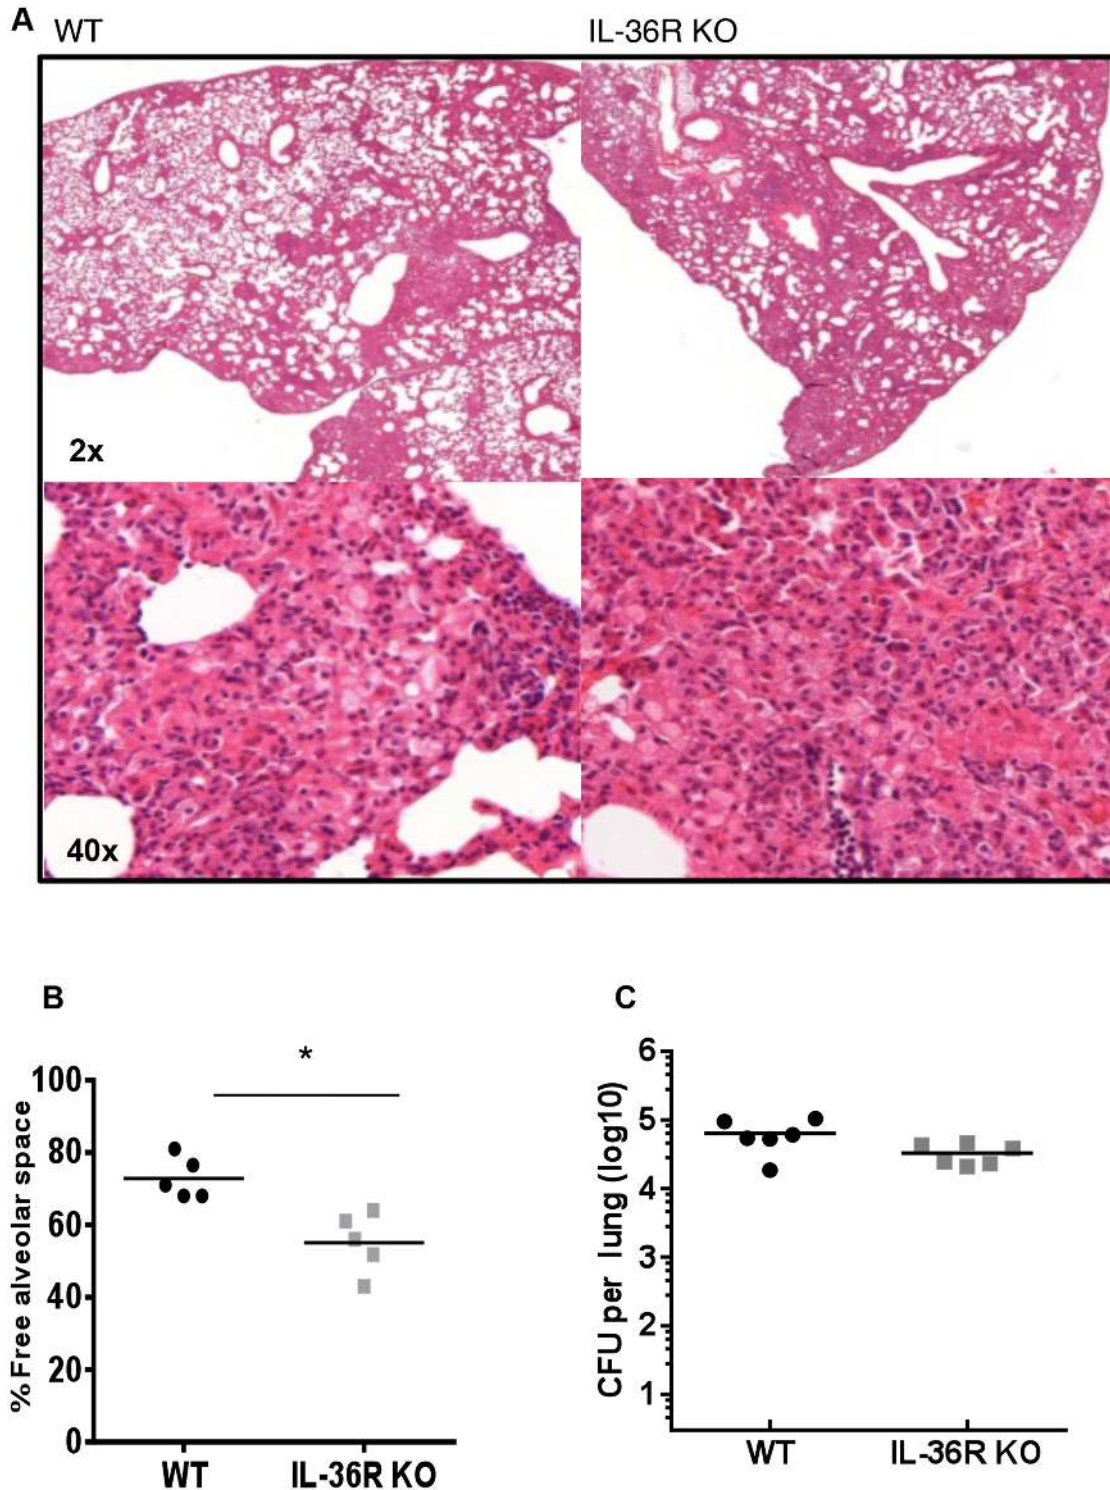 A
WT IL-36R KO
2x
40x
B
*
% Free alveolar space
100
80
60
40
20
0
WT IL-36R KO
C
CFU per lung (log10)
6
5
4
3
2
1
WT IL-36R KO